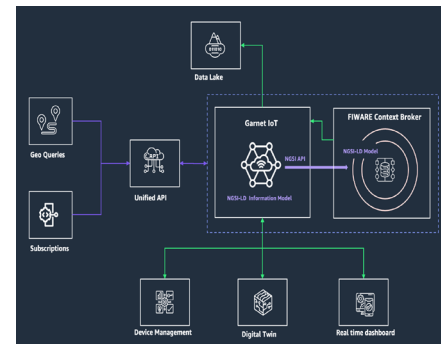 Data Lake
Garnet IoT
FIWARE Context Broker
Geo Queries
API
Unified API
NGSI API
NGSI-LD Model
NGSI-LD Information Model
Subscriptions
Device Management
Digital Twin
Real time dashboard